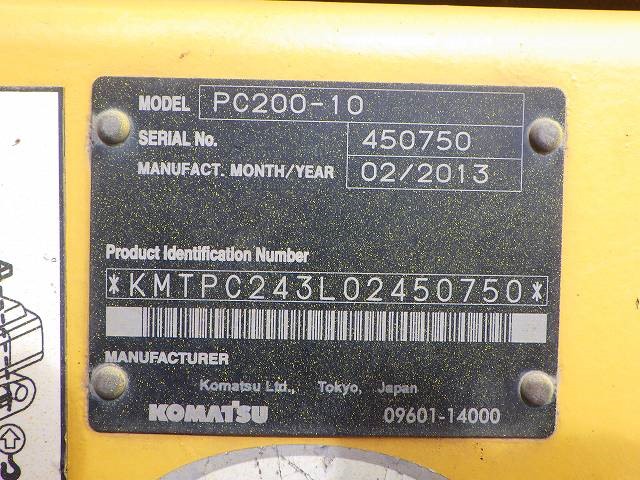 MODEL PC200-10
SERIAL No. 450750
MANUFACT. MONTH/YEAR 02/2013
Product Identification Number
*KMTPC243L02450750*
MANUFACTURER
Komatsu Ltd., Tokyo, Japan
KOMATSU 09601-14000